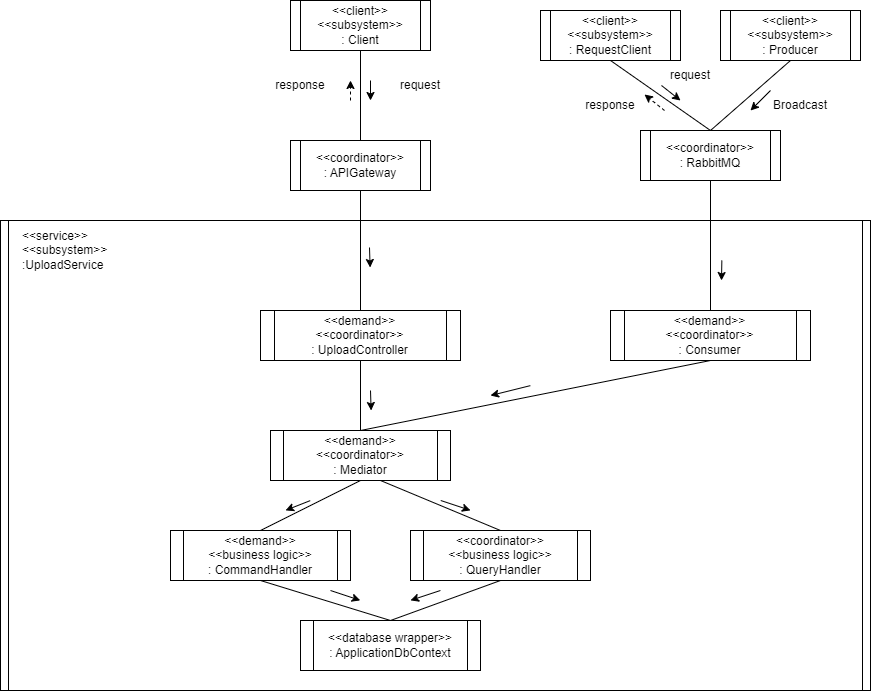 <<client>>
<<subsystem>>
: Client
<<client>>
<<subsystem>>
: RequestClient
<<client>>
<<subsystem>>
: Producer
response
request
request
response
Broadcast
<<coordinator>>
: APIGateway
<<coordinator>>
: RabbitMQ
<<service>>
<<subsystem>>
:UploadService
<<demand>>
<<coordinator>>
: UploadController
<<demand>>
<<coordinator>>
: Consumer
<<demand>>
<<coordinator>>
: Mediator
<<demand>>
<<business logic>>
: CommandHandler
<<coordinator>>
<<business logic>>
: QueryHandler
<<database wrapper>>
: ApplicationDbContext